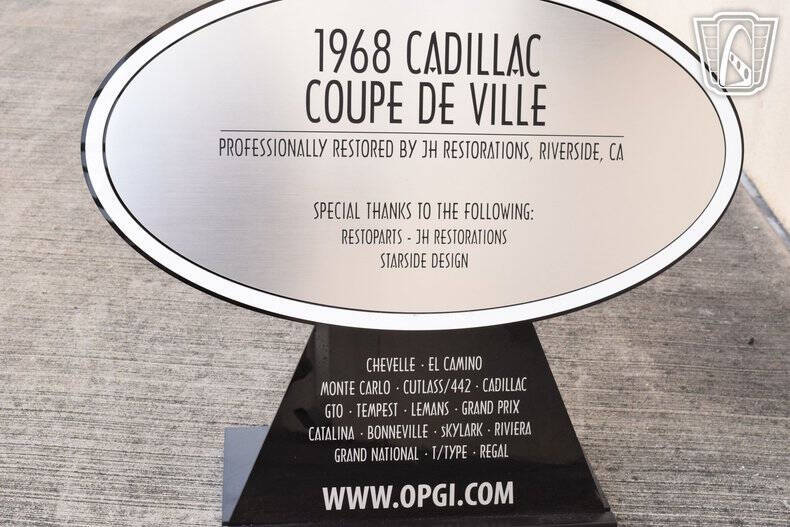 1968 CADILLAC
COUPE DE VILLE
PROFESSIONALLY RESTORED BY JH RESTORATIONS, RIVERSIDE, CA
SPECIAL THANKS TO THE FOLLOWING:
RESTOPARTS - JH RESTORATIONS
STARSIDE DESIGN
CHEVELLE · EL CAMINO
MONTE CARLO · CUTLASS/442 · CADILLAC
GTO · TEMPEST · LEMANS · GRAND PRIX
CATALINA · BONNEVILLE · SKYLARK · RIVIERA
GRAND NATIONAL · T/TYPE · REGAL
WWW.OPGI.COM